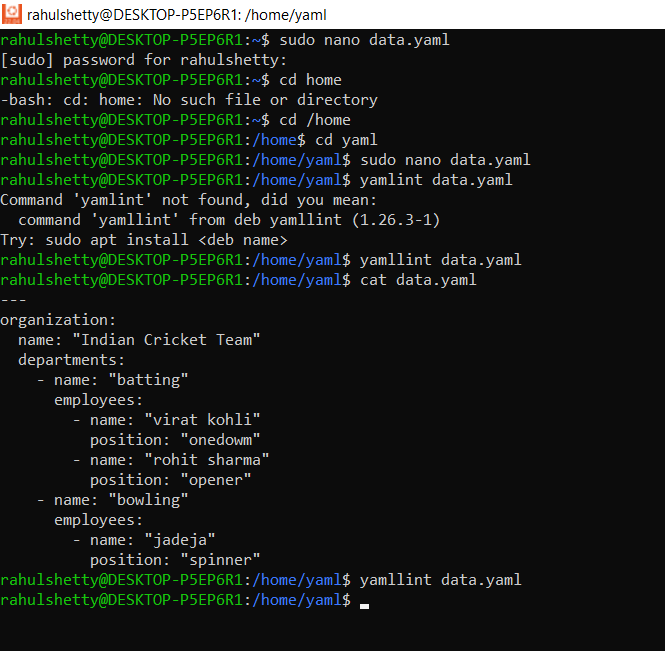 rahulshetty@DESKTOP-P5EP6R1: /home/yaml
rahulshetty@DESKTOP-P5EP6R1:~$ sudo nano data.yaml
[sudo] password for rahulshetty:
rahulshetty@DESKTOP-P5EP6R1:~$ cd home
-bash: cd: home: No such file or directory
rahulshetty@DESKTOP-P5EP6R1:~$ cd /home
rahulshetty@DESKTOP-P5EP6R1:/home$ cd yaml
rahulshetty@DESKTOP-P5EP6R1:/home/yaml$ sudo nano data.yaml
rahulshetty@DESKTOP-P5EP6R1:/home/yaml$ yamlint data.yaml
Command 'yamlint' not found, did you mean:
  command 'yamllint' from deb yamllint (1.26.3-1)
Try: sudo apt install <deb name>
rahulshetty@DESKTOP-P5EP6R1:/home/yaml$ yamllint data.yaml
rahulshetty@DESKTOP-P5EP6R1:/home/yaml$ cat data.yaml
---
organization:
  name: "Indian Cricket Team"
  departments:
    - name: "batting"
      employees:
        - name: "virat kohli"
          position: "onedowm"
        - name: "rohit sharma"
          position: "opener"
    - name: "bowling"
      employees:
        - name: "jadeja"
          position: "spinner"
rahulshetty@DESKTOP-P5EP6R1:/home/yaml$ yamllint data.yaml
rahulshetty@DESKTOP-P5EP6R1:/home/yaml$